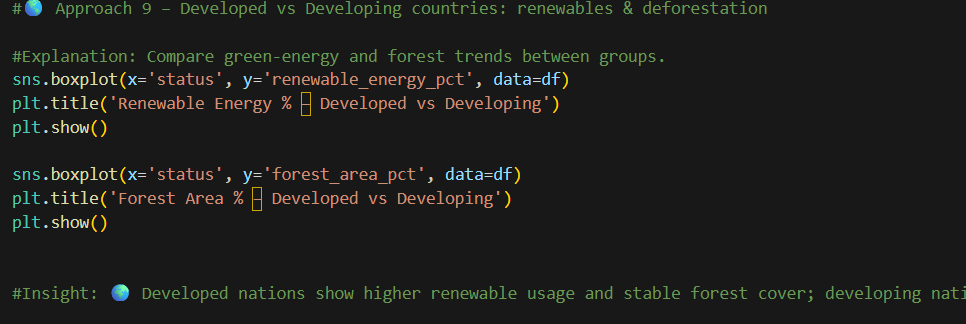 #🌏 Approach 9 – Developed vs Developing countries: renewables & deforestation
#Explanation: Compare green-energy and forest trends between groups.
sns.boxplot(x='status', y='renewable_energy_pct', data=df)
plt.title('Renewable Energy % – Developed vs Developing')
plt.show()
sns.boxplot(x='status', y='forest_area_pct', data=df)
plt.title('Forest Area % – Developed vs Developing')
plt.show()
#Insight: 🌏 Developed nations show higher renewable usage and stable forest cover; developing nati